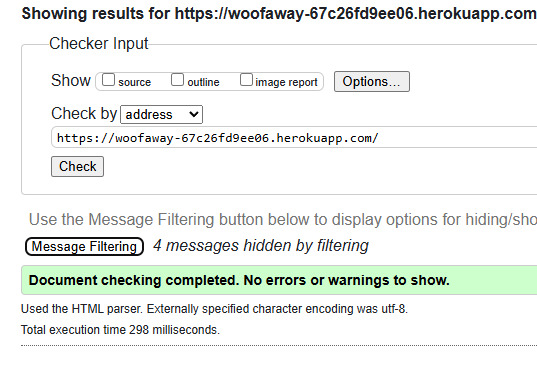 Showing results for https://woofaway-67c26fd9ee06.herokuapp.com
Checker Input
Show source outline image report Options...
Check by address
https://woofaway-67c26fd9ee06.herokuapp.com/
Check
Use the Message Filtering button below to display options for hiding/sho
Message Filtering 4 messages hidden by filtering
Document checking completed. No errors or warnings to show.
Used the HTML parser. Externally specified character encoding was utf-8.
Total execution time 298 milliseconds.